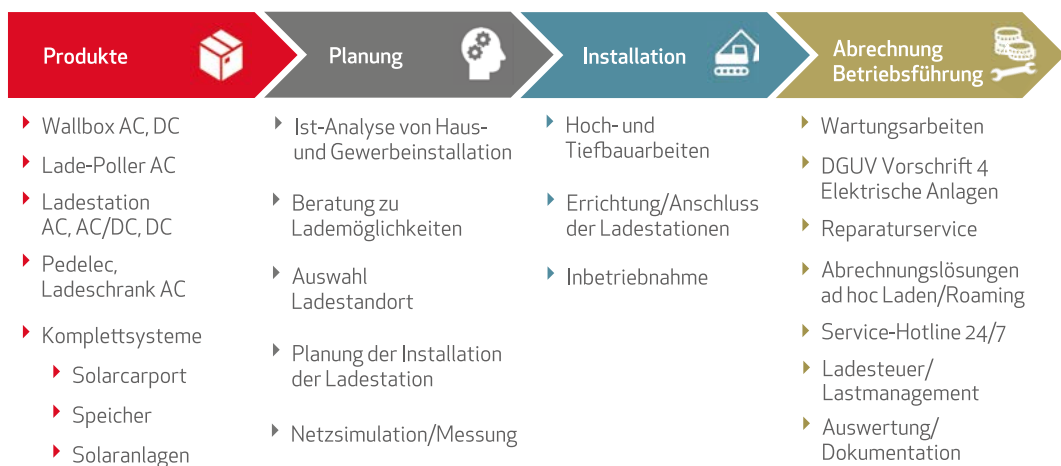 Produkte
Wallbox AC, DC
Lade-Poller AC
Ladestation
AC, AC/DC, DC
Pedelec,
Ladeschrank AC
Komplettsysteme
Solarcarport
Speicher
Solaranlagen
Planung
Ist-Analyse von Haus-
und Gewerbeinstallation
Beratung zu
Lademöglichkeiten
Auswahl
Ladestandort
Planung der Installation
der Ladestation
Netzsimulation/Messung
Installation
Hoch- und
Tiefbauarbeiten
Errichtung/Anschluss
der Ladestationen
Inbetriebnahme
Abrechnung
Betriebsführung
Wartungsarbeiten
DGUV Vorschrift 4
Elektrische Anlagen
Reparaturservice
Abrechnungslösungen
ad hoc Laden/Roaming
Service-Hotline 24/7
Ladesteuer/
Lastmanagement
Auswertung/
Dokumentation